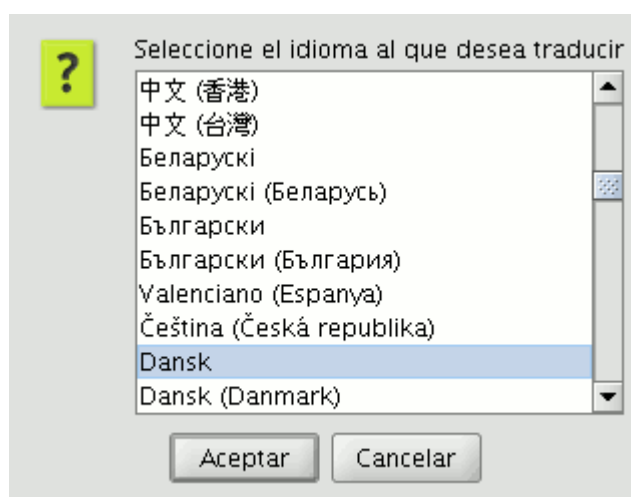 Seleccione el idioma al que desea traducir
中文 (香港)
中文 (台灣)
Беларускі
Беларускі (Беларусь)
Български
Български (България)
Valenciano (Espanya)
Čeština (Česká republika)
Dansk
Dansk (Danmark)
Aceptar Cancelar